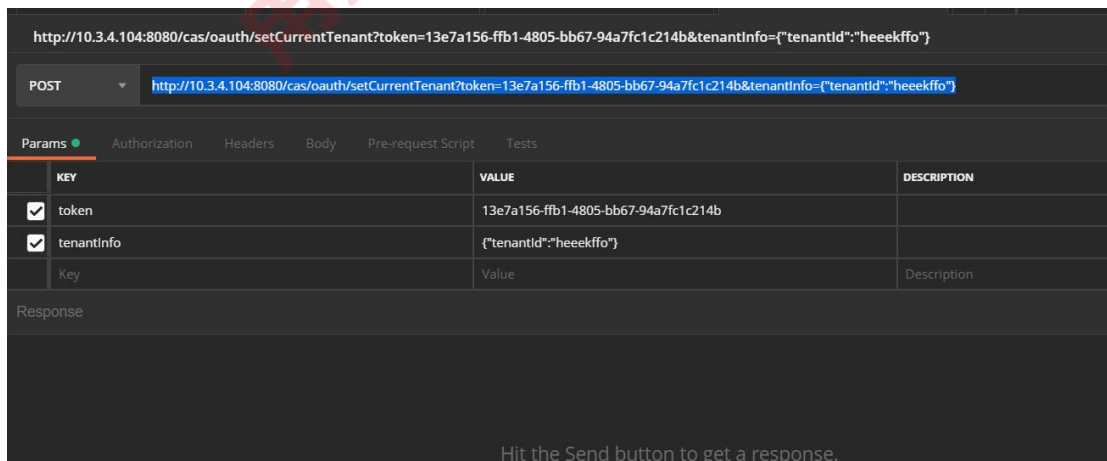 http://10.3.4.104:8080/cas/oauth/setCurrentTenant?token=13e7a156-ffb1-4805-bb67-94a7fc1c214b&tenantInfo={"tenantId":"heeekffo"}
POST http://10.3.4.104:8080/cas/oauth/setCurrentTenant?token=13e7a156-ffb1-4805-bb67-94a7fc1c214b&tenantInfo={"tenantId":"heeekffo"}
Params Authorization Headers Body Pre-request Script Tests
KEY VALUE DESCRIPTION
token 13e7a156-ffb1-4805-bb67-94a7fc1c214b
tenantInfo {"tenantId":"heeekffo"}
Key Value Description
Response
Hit the Send button to get a response.